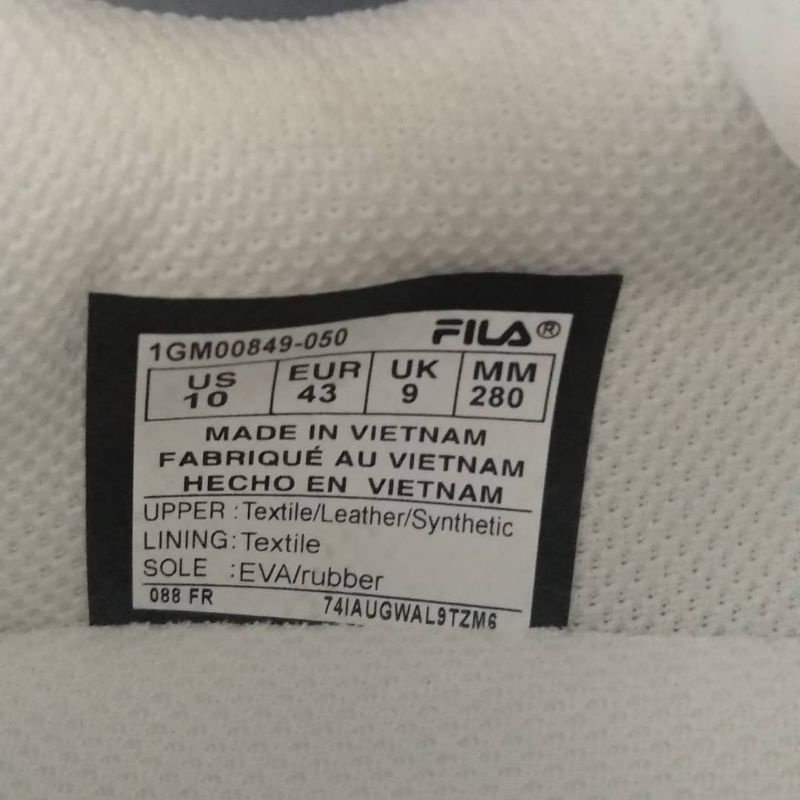 1GM00849-050 FILA®
US EUR UK MM
10 43 9 280
MADE IN VIETNAM
FABRIQUÉ AU VIETNAM
HECHO EN VIETNAM
UPPER : Textile/Leather/Synthetic
LINING: Textile
SOLE :EVA/rubber
088 FR 74IAUGWAL9TZM6